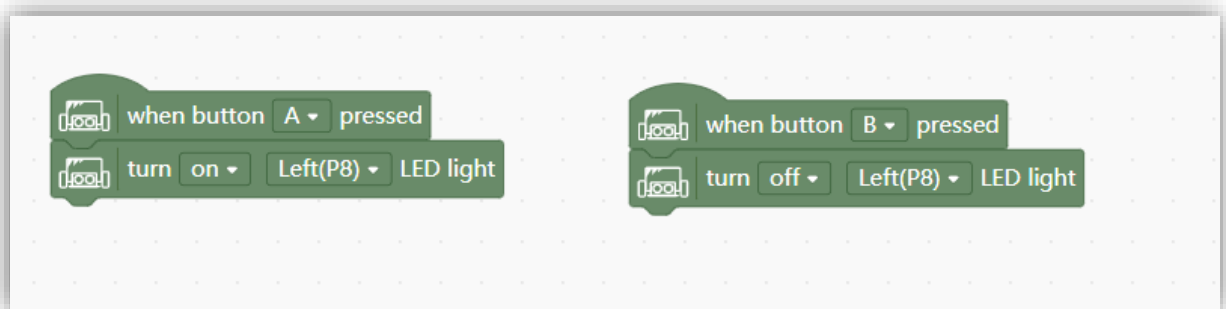 when button A pressed
turn on Left(P8) LED light
when button B pressed
turn off Left(P8) LED light